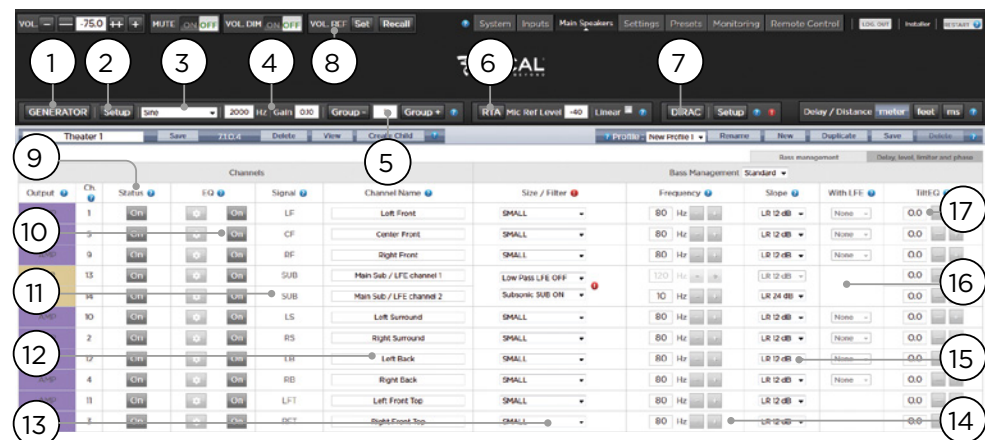 VOL. -75.0 ++ + MUTE ON OFF VOL. DIM ON OFF VOL. REF Set Recall System Inputs Main Speakers Settings Presets Monitoring Remote Control LOG OUT Installer RESTART
1 2 3 4 8 6 7
GENERATOR Setup Sine 2000 Hz Gain 0.10 Group - Group + RTA Mic Ref Level -40 Linear DIRAC Setup Delay / Distance meter feet ms
Theater 1 Save 7.1.0.4 Delete View Create Child Profile: New Profile 1 Rename New Duplicate Save Delete
5
9
Bass management Delay, level, limiter and phase
Channels Bass Management Standard
Output Ch. Status EQ Signal Channel Name Size / Filter Frequency Slope With LFE TiltEQ
1 On On LF Left Front SMALL 80 Hz LR 12 dB None 0.0 17
10 On On CF Center Front SMALL 80 Hz LR 12 dB None 0.0
9 On On RF Right Front SMALL 80 Hz LR 12 dB None 0.0
13 On On SUB Main Sub / LFE channel 1 Low Pass LFE OFF 120 Hz LR 12 dB 0.0
11 16
14 On On SUB Main Sub / LFE channel 2 Subsonic SUB ON 10 Hz LR 24 dB 0.0
10 On On LS Left Surround SMALL 80 Hz LR 12 dB None 0.0
2 On On RS Right Surround SMALL 80 Hz LR 12 dB None 0.0
12 12 On On LB Left Back SMALL 80 Hz LR 12 dB None 0.0 15
4 On On RB Right Back SMALL 80 Hz LR 12 dB None 0.0
11 On On LFT Left Front Top SMALL 80 Hz LR 12 dB 0.0
13 3 On On Right Front Top SMALL 80 Hz LR 12 dB 0.0 14